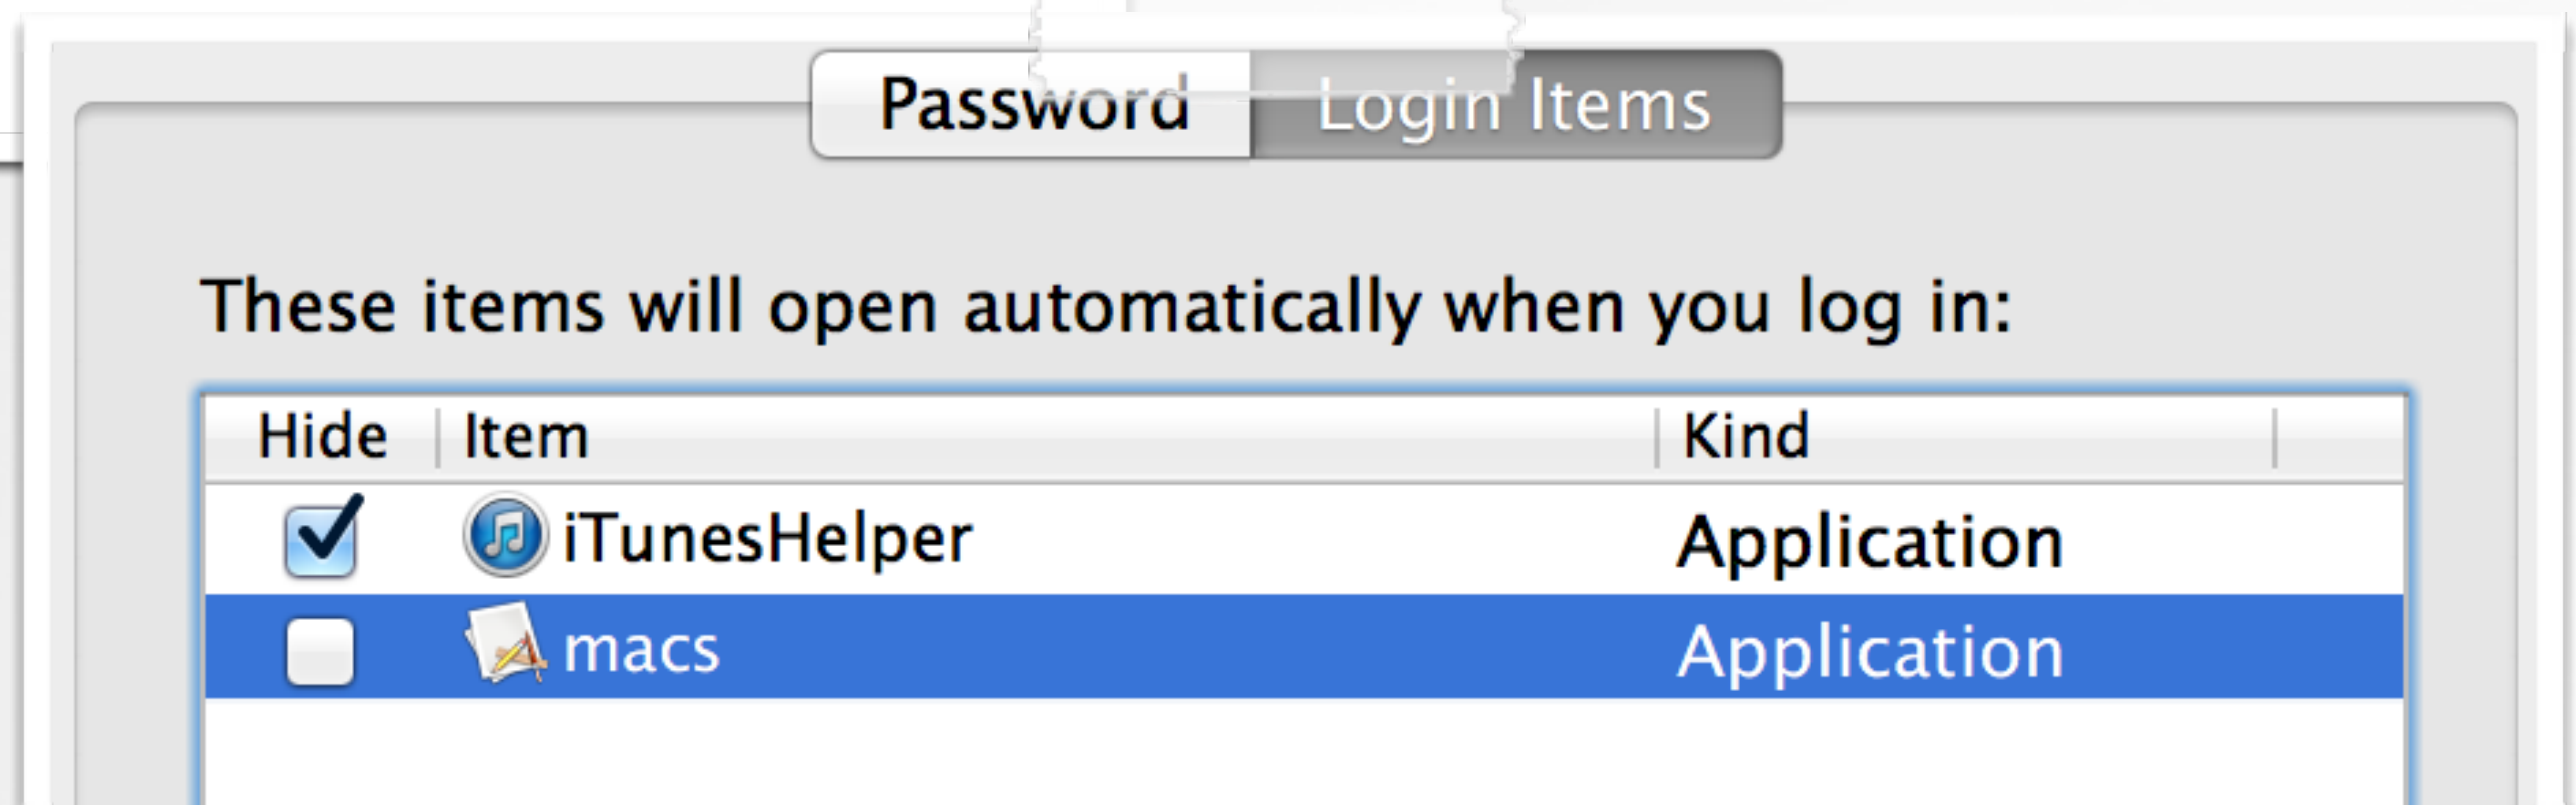 Password Login Items
These items will open automatically when you log in:
Hide Item Kind
iTunesHelper Application
macs Application